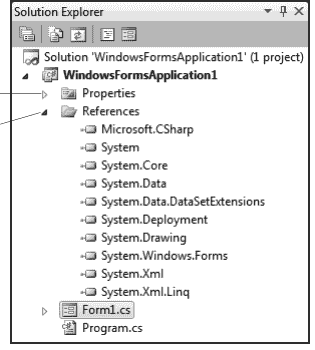 Solution Explorer
Solution 'WindowsFormsApplication1' (1 project)
WindowsFormsApplication1
Properties
References
Microsoft.CSharp
System
System.Core
System.Data
System.Data.DataSetExtensions
System.Deployment
System.Drawing
System.Windows.Forms
System.Xml
System.Xml.Linq
Form1.cs
Program.cs